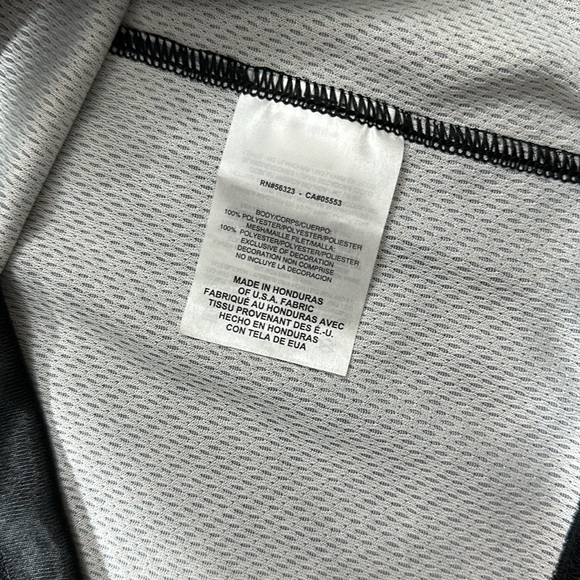 RN#56323 - CA#05553
BODY/CORPS/CUERPO:
100% POLYESTER/POLYESTER/POLIESTER
MESH/MAILLE FILET/MALLA:
100% POLYESTER/POLYESTER/POLIESTER
EXCLUSIVE OF DECORATION
DECORATION NON COMPRISE
NO INCLUYE LA DECORACION
MADE IN HONDURAS
OF U.S.A. FABRIC
FABRIQUÉ AU HONDURAS AVEC
TISSU PROVENANT DES É.-U.
HECHO EN HONDURAS
CON TELA DE EUA